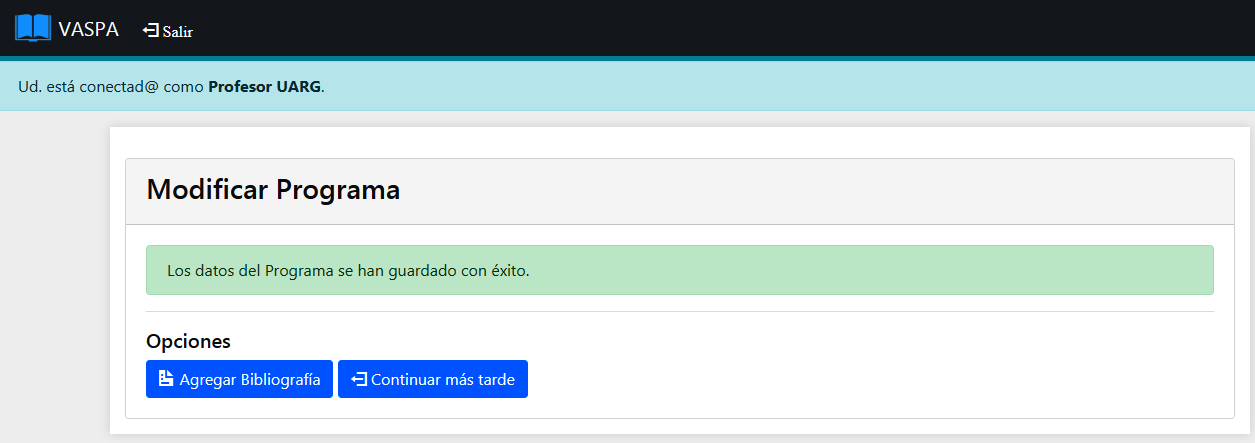 VASPA Salir
Ud. está conectad@ como Profesor UARG.
Modificar Programa
Los datos del Programa se han guardado con éxito.
Opciones
Agregar Bibliografía Continuar más tarde